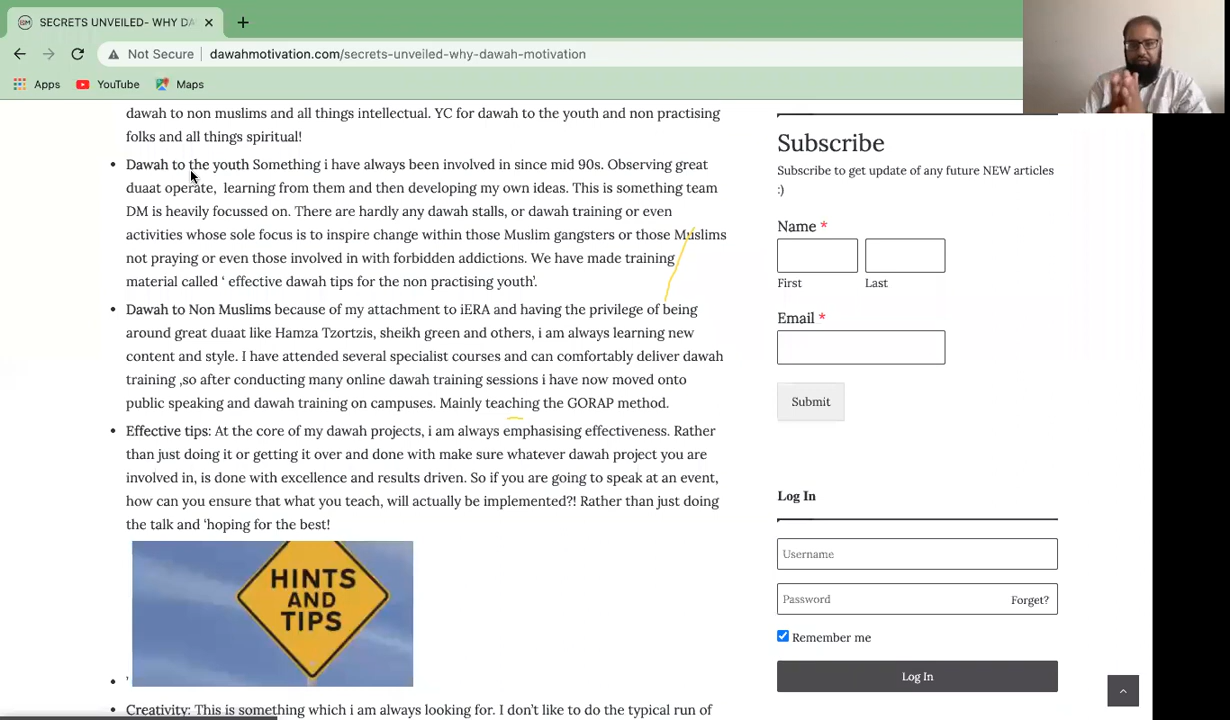 SECRETS UNVEILED- WHY DA
Not Secure
dawahmotivation.com/secrets-unveiled-why-dawah-motivation
Apps
YouTube
Maps
dawah to non muslims and all things intellectual. YC for dawah to the youth and non practising
folks and all things spiritual!
• Dawah to the youth Something i have always been involved in since mid 90s. Observing great
duaat operate, learning from them and then developing my own ideas. This is something team
DM is heavily focussed on. There are hardly any dawah stalls, or dawah training or even
activities whose sole focus is to inspire change within those Muslim gangsters or those Muslims
not praying or even those involved in with forbidden addictions. We have made training
material called ‘ effective dawah tips for the non practising youth’.
• Dawah to Non Muslims because of my attachment to iERA and having the privilege of being
around great duaat like Hamza Tzortzis, sheikh green and others, i am always learning new
content and style. I have attended several specialist courses and can comfortably deliver dawah
training ,so after conducting many online dawah training sessions i have now moved onto
public speaking and dawah training on campuses. Mainly teaching the GORAP method.
• Effective tips: At the core of my dawah projects, i am always emphasising effectiveness. Rather
than just doing it or getting it over and done with make sure whatever dawah project you are
involved in, is done with excellence and results driven. So if you are going to speak at an event,
how can you ensure that what you teach, will actually be implemented?! Rather than just doing
the talk and ‘hoping for the best!
HINTS
AND
TIPS
• ’
• Creativity: This is something which i am always looking for. I don’t like to do the typical run of
Subscribe
Subscribe to get update of any future NEW articles
:)
Name *
First
Last
Email *
Submit
Log In
Username
Password
Forget?
Remember me
Log In